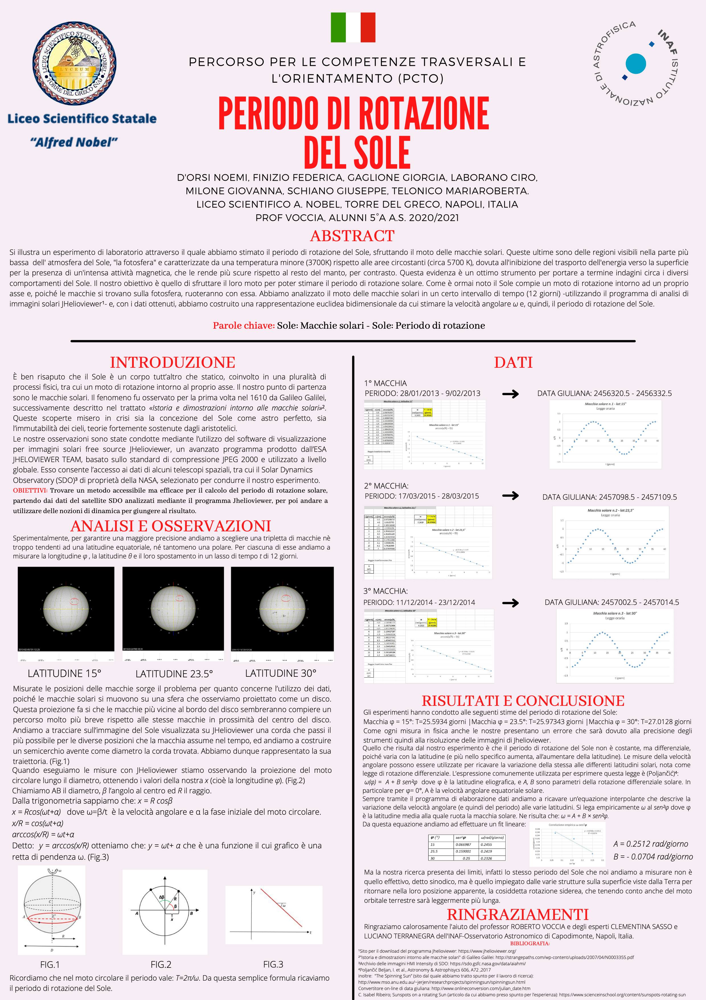 LICEO SCIENTIFICO STATALE "A. NOBEL"
LYCEUM
TORRE DEL GRECO (NA)
Liceo Scientifico Statale
“Alfred Nobel”
INAF ISTITUTO NAZIONALE DI ASTROFISICA
PERCORSO PER LE COMPETENZE TRASVERSALI E
L'ORIENTAMENTO (PCTO)
PERIODO DI ROTAZIONE
DEL SOLE
D'ORSI NOEMI, FINIZIO FEDERICA, GAGLIONE GIORGIA, LABORANO CIRO,
MILONE GIOVANNA, SCHIANO GIUSEPPE, TELONICO MARIAROBERTA.
LICEO SCIENTIFICO A. NOBEL, TORRE DEL GRECO, NAPOLI, ITALIA
PROF VOCCIA, ALUNNI 5°A A.S. 2020/2021
ABSTRACT
Si illustra un esperimento di laboratorio attraverso il quale abbiamo stimato il periodo di rotazione del Sole, sfruttando il moto delle macchie solari. Queste ultime sono delle regioni visibili nella parte più
bassa dell' atmosfera del Sole, "la fotosfera" e caratterizzate da una temperatura minore (3700K) rispetto alle aree circostanti (circa 5700 K), dovuta all'inibizione del trasporto dell'energia verso la superficie
per la presenza di un'intensa attività magnetica, che le rende più scure rispetto al resto del manto, per contrasto. Questa evidenza è un ottimo strumento per portare a termine indagini circa i diversi
comportamenti del Sole. Il nostro obiettivo è quello di sfruttare il loro moto per poter stimare il periodo di rotazione solare. Come è ormai noto il Sole compie un moto di rotazione intorno ad un proprio
asse e, poiché le macchie si trovano sulla fotosfera, ruoteranno con essa. Abbiamo analizzato il moto delle macchie solari in un certo intervallo di tempo (12 giorni) -utilizzando il programma di analisi di
immagini solari JHelioviewer¹- e, con i dati ottenuti, abbiamo costruito una rappresentazione euclidea bidimensionale da cui stimare la velocità angolare ω e, quindi, il periodo di rotazione del Sole.
Parole chiave: Sole: Macchie solari - Sole: Periodo di rotazione
INTRODUZIONE
È ben risaputo che il Sole è un corpo tutt’altro che statico, coinvolto in una pluralità di
processi fisici, tra cui un moto di rotazione intorno al proprio asse. Il nostro punto di partenza
sono le macchie solari. Il fenomeno fu osservato per la prima volta nel 1610 da Galileo Galilei,
successivamente descritto nel trattato «Istoria e dimostrazioni intorno alle macchie solari»².
Queste scoperte misero in crisi sia la concezione del Sole come astro perfetto, sia
l’immutabilità dei cieli, teorie fortemente sostenute dagli aristotelici.
Le nostre osservazioni sono state condotte mediante l’utilizzo del software di visualizzazione
per immagini solari free source JHelioviewer, un avanzato programma prodotto dall’ESA
JHELOVIEWER TEAM, basato sullo standard di compressione JPEG 2000 e utilizzato a livello
globale. Esso consente l’accesso ai dati di alcuni telescopi spaziali, tra cui il Solar Dynamics
Observatory (SDO)³ di proprietà della NASA, selezionato per condurre il nostro esperimento.
OBIETTIVI: Trovare un metodo accessibile ma efficace per il calcolo del periodo di rotazione solare,
partendo dai dati del satellite SDO analizzati mediante il programma Jhelioviewer, per poi andare a
utilizzare delle nozioni di dinamica per giungere al risultato.
ANALISI E OSSERVAZIONI
Sperimentalmente, per garantire una maggiore precisione andiamo a scegliere una tripletta di macchie nè
troppo tendenti ad una latitudine equatoriale, né tantomeno una polare. Per ciascuna di esse andiamo a
misurare la longitudine φ , la latitudine θ e il loro spostamento in un lasso di tempo t di 12 giorni.
LATITUDINE 15°
LATITUDINE 23.5°
LATITUDINE 30°
Misurate le posizioni delle macchie sorge il problema per quanto concerne l’utilizzo dei dati,
poiché le macchie solari si muovono su una sfera che osserviamo proiettato come un disco.
Questa proiezione fa si che le macchie più vicine al bordo del disco sembreranno compiere un
percorso molto più breve rispetto alle stesse macchie in prossimità del centro del disco.
Andiamo a tracciare sull’immagine del Sole visualizzata su JHelioviewer una corda che passi il
più possibile per le diverse posizioni che la macchia assume nel tempo, ed andiamo a costruire
un semicerchio avente come diametro la corda trovata. Abbiamo dunque rappresentato la sua
traiettoria. (Fig.1)
Quando eseguiamo le misure con JHelioviewer stiamo osservando la proiezione del moto
circolare lungo il diametro, ottenendo i valori della nostra x (cioè la longitudine φ). (Fig.2)
Chiamiamo AB il diametro, β l’angolo al centro ed R il raggio.
Dalla trigonometria sappiamo che: x = R cosβ
x = Rcos(ωt+α) dove ω=β/t è la velocità angolare e α la fase iniziale del moto circolare.
x/R = cos(ωt+α)
arccos(x/R) = ωt+α
Detto: y = arccos(x/R) otteniamo che: y = ωt+ α che è una funzione il cui grafico è una
retta di pendenza ω. (Fig.3)
ω
C
A
C'
B
R
D
Δβ
R
β
A
B
x
y
ω
t
FIG.1
FIG.2
FIG.3
Ricordiamo che nel moto circolare il periodo vale: T=2π/ω. Da questa semplice formula ricaviamo
il periodo di rotazione del Sole.
DATI
1° MACCHIA
PERIODO: 28/01/2013 - 9/02/2013
DATA GIULIANA: 2456320.5 - 2456332.5
Macchia solare n.1, latitudine 15°
Macchia solare n.1 - lat:15°
arccos(x/R) – f(t)
Macchia solare n.1 - lat:15°
Legge oraria
t (giorni)
2° MACCHIA:
PERIODO: 17/03/2015 - 28/03/2015
DATA GIULIANA: 2457098.5 - 2457109.5
Macchia solare n.2, latitudine 23,5°
Macchia solare n.2 - lat:23,5°
arccos(x/R) – f(t)
Macchia solare n.2 - lat:23,5°
Legge oraria
t (giorni)
3° MACCHIA:
PERIODO: 11/12/2014 - 23/12/2014
DATA GIULIANA: 2457002.5 - 2457014.5
Macchia solare n.3, latitudine 30°
Macchia solare n.3 - lat:30°
arccos(x/R) – f(t)
Macchia solare n.3 - lat:30°
Legge oraria
t (giorni)
RISULTATI E CONCLUSIONE
Gli esperimenti hanno condotto alle seguenti stime del periodo di rotazione del Sole:
Macchia φ = 15°: T=25.5934 giorni |Macchia φ = 23.5°: T=25.97343 giorni |Macchia φ = 30°: T=27.0128 giorni
Come ogni misura in fisica anche le nostre presentano un errore che sarà dovuto alla precisione degli
strumenti quindi alla risoluzione delle immagini di Jhelioviewer.
Quello che risulta dal nostro esperimento è che il periodo di rotazione del Sole non è costante, ma differenziale,
poiché varia con la latitudine (e più nello specifico aumenta, all’aumentare della latitudine). Le misure della velocità
angolare possono essere utilizzate per ricavare la variazione della stessa alle differenti latitudini solari, nota come
legge di rotazione differenziale. L’espressione comunemente utilizzata per esprimere questa legge è (Poljančić)⁴:
ω(φ) = A + B sen²φ dove φ è la latitudine eliografica, e A, B sono parametri della rotazione differenziale solare. In
particolare per φ= 0°, A è la velocità angolare equatoriale solare.
Sempre tramite il programma di elaborazione dati andiamo a ricavare un’equazione interpolante che descrive la
variazione della velocità angolare (e quindi del periodo) alle varie latitudini. Si lega empiricamente ω al sen²φ dove φ
è la latitudine media alla quale ruota la macchia solare. Ne risulta che: ω = A + B × sen²φ.
Da questa equazione andiamo ad effettuare un fit lineare:
φ (°) sen²φ ω(rad/giorno)
15 0.066987 0.2455
25.5 0.159001 0.2419
30 0.25 0.2326
Correlazione empirica ω-sen²φ
A = 0.2512 rad/giorno
B = - 0.0704 rad/giorno
Ma la nostra ricerca presenta dei limiti, infatti lo stesso periodo del Sole che noi andiamo a misurare non è
quello effettivo, detto sinodico, ma è quello impiegato dalle varie strutture sulla superficie viste dalla Terra per
ritornare nella loro posizione apparente, la cosiddetta rotazione siderea, che tenendo conto anche del moto
orbitale terrestre sarà leggermente più lunga.
RINGRAZIAMENTI
Ringraziamo calorosamente l'aiuto del professor ROBERTO VOCCIA e degli esperti CLEMENTINA SASSO e
LUCIANO TERRANEGRA dell'INAF-Osservatorio Astronomico di Capodimonte, Napoli, Italia.
BIBLIOGRAFIA:
¹Sito per il download del programma Jhelioviewer: https://www.jhelioviewer.org/
²"Istoria e dimostrazioni intorno alle macchie solari" di Galileo Galilei: http://strangepaths.com/wp-content/uploads/2007/04/N0003355.pdf
³Archivio delle immagini HMI Intensity di SDO: https://sdo.gsfc.nasa.gov/data/aiahmi/
⁴Poljančić Beljan, I. et al., Astronomy & Astrophisycs 606, A72 ,2017
inoltre: "The Spinning Sun" (sito dal quale abbiamo tratto spunto per il lavoro di ricerca):
http://www.mso.anu.edu.au/~jerjen/researchprojects/spinningsun/spinningsun.html
Convertitore on-line di data giuliana: http://www.onlineconversion.com/julian_date.htm
C. Isabel Ribeiro; Sunspots on a rotating Sun (articolo da cui abbiamo preso spunto per l’esperienza): https://www.scienceinschool.org/content/sunspots-rotating-sun